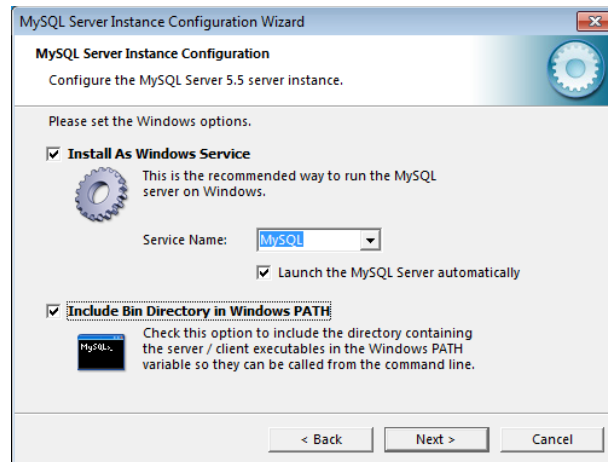 MySQL Server Instance Configuration Wizard
MySQL Server Instance Configuration
Configure the MySQL Server 5.5 server instance.
Please set the Windows options.
Install As Windows Service
This is the recommended way to run the MySQL
server on Windows.
Service Name: MySQL
Launch the MySQL Server automatically
Include Bin Directory in Windows PATH
MySQL>_
Check this option to include the directory containing
the server / client executables in the Windows PATH
variable so they can be called from the command line.
< Back Next > Cancel